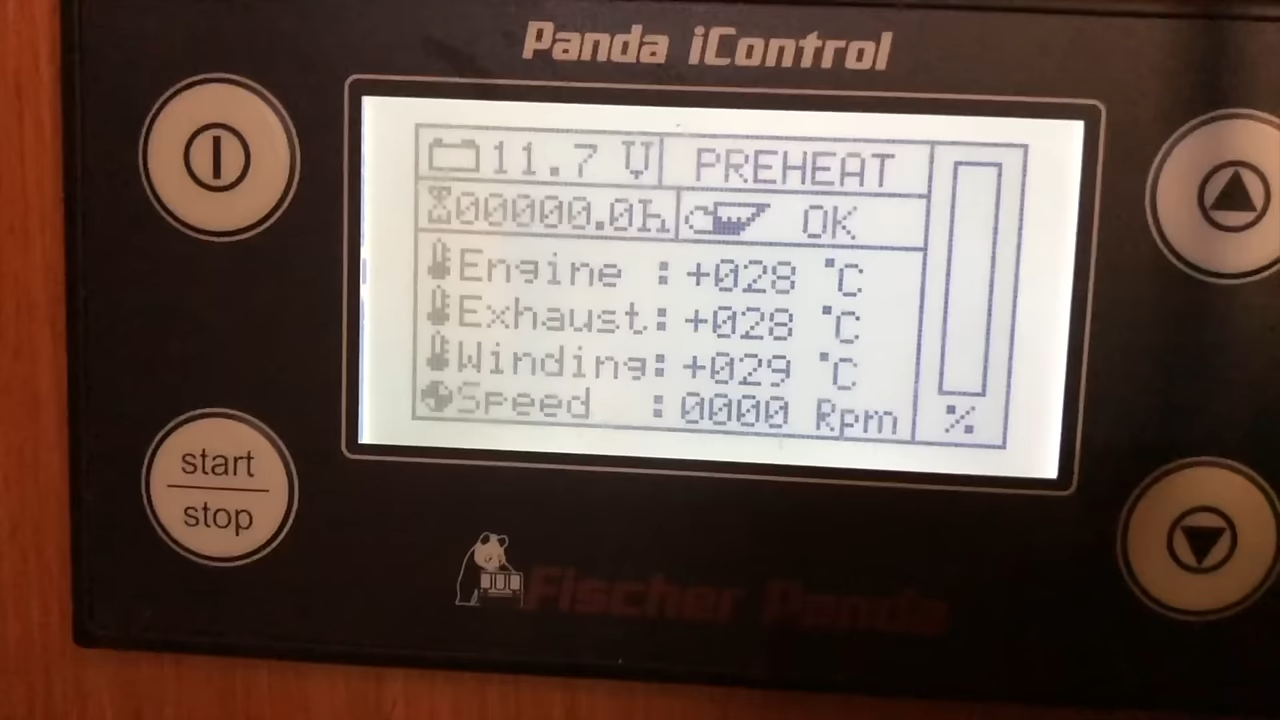 Panda iControl
11.7 V PREHEAT
00000.0h OK
Engine : +028 °C
Exhaust: +028 °C
Winding: +029 °C
Speed : 0000 Rpm
%
start
stop
Fischer Panda